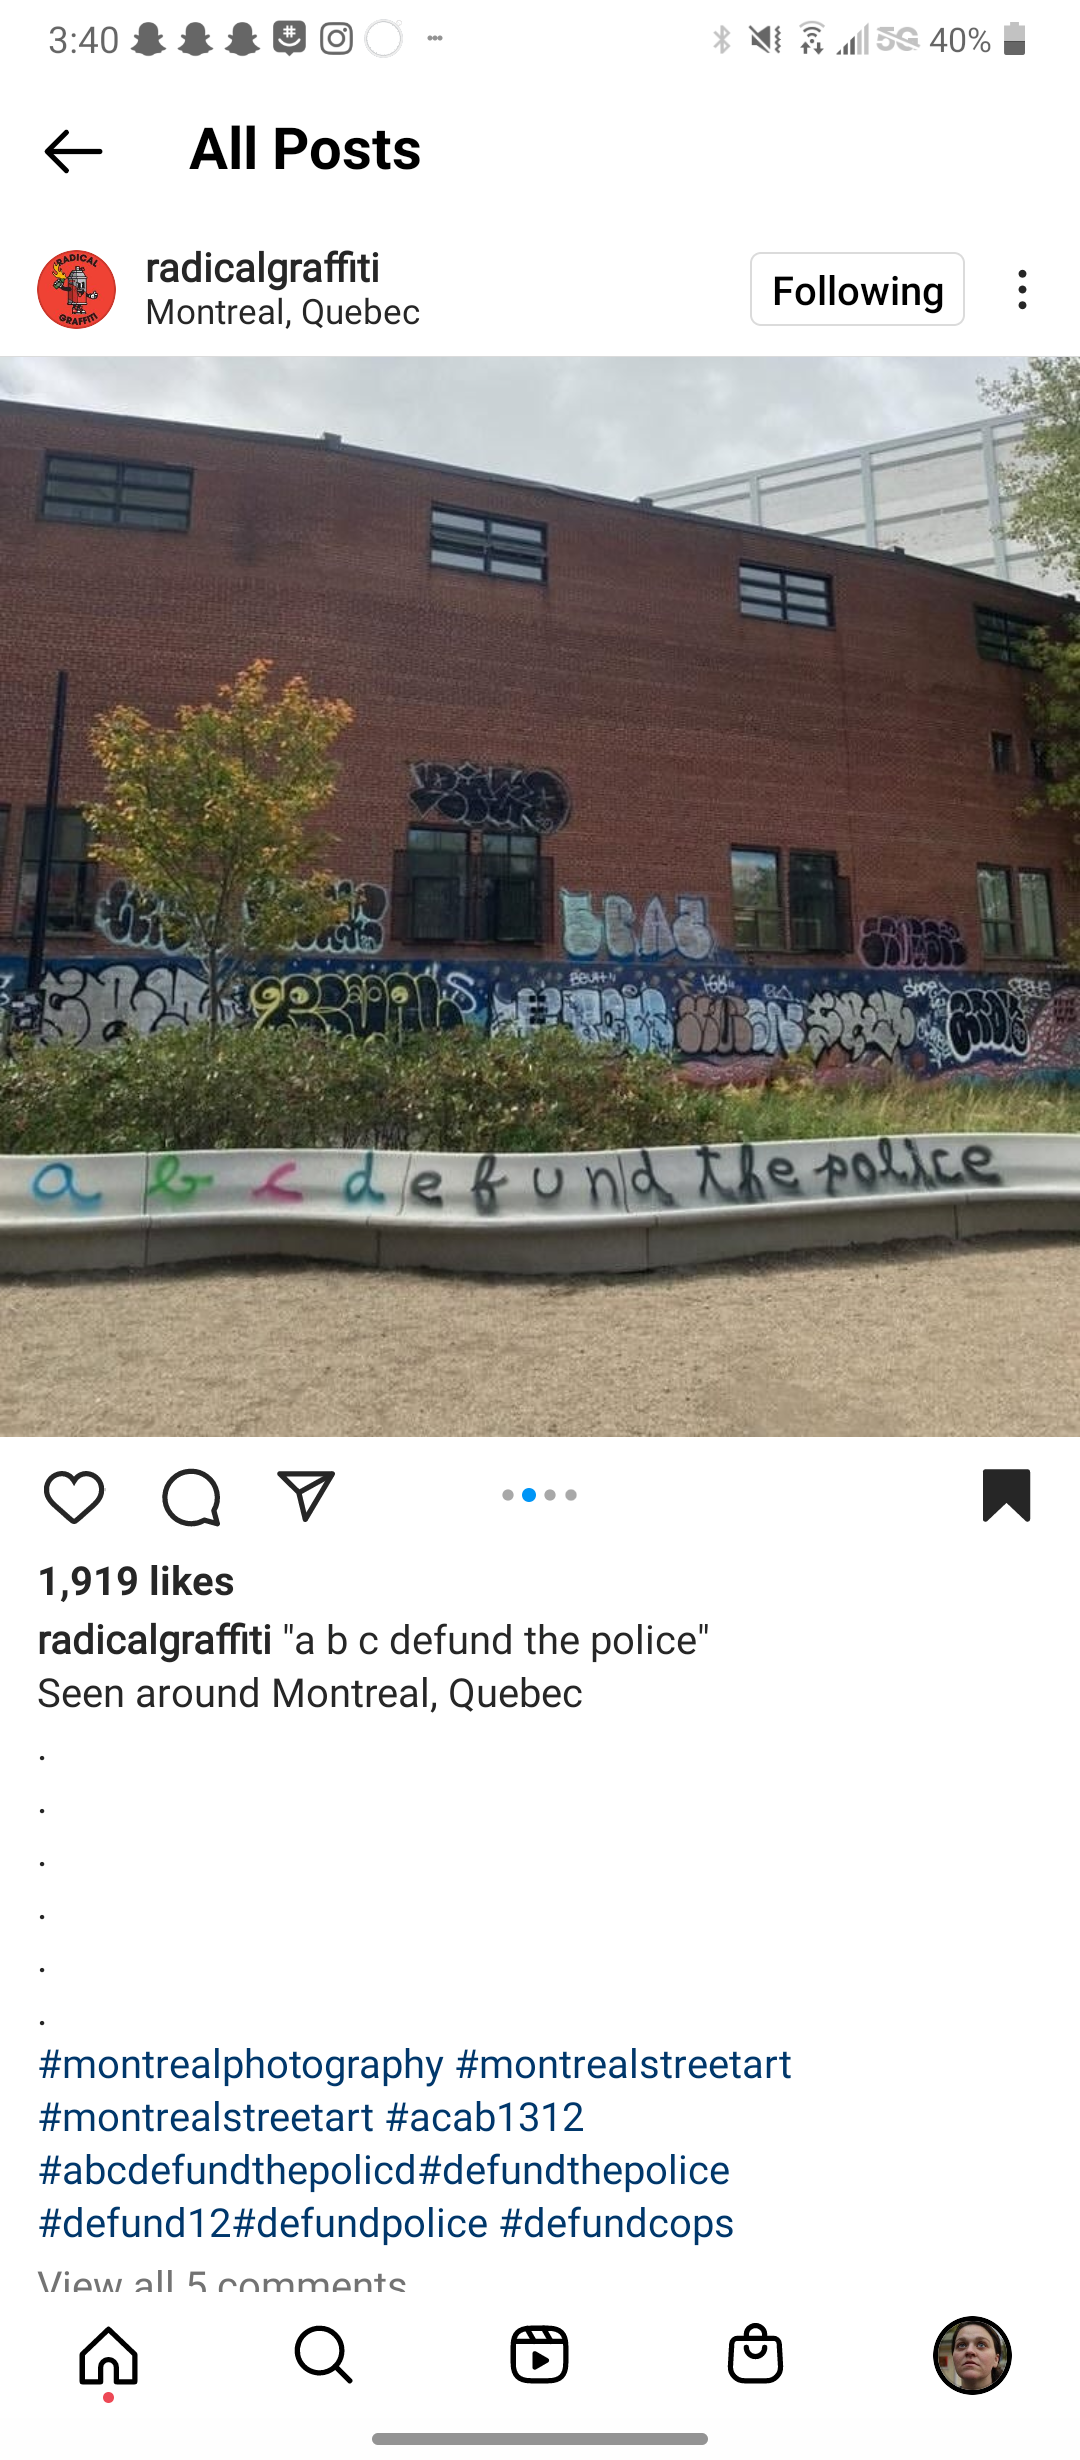 3:40
5G 40%
All Posts
RADICAL
GRAFFITI
radicalgraffiti
Montreal, Quebec
Following
a b c d e f u n d the police
1,919 likes
radicalgraffiti "a b c defund the police"
Seen around Montreal, Quebec
.
.
.
.
.
.
#montrealphotography #montrealstreetart
#montrealstreetart #acab1312
#abcdefundthepolicd#defundthepolice
#defund12#defundpolice #defundcops
View all 5 comments